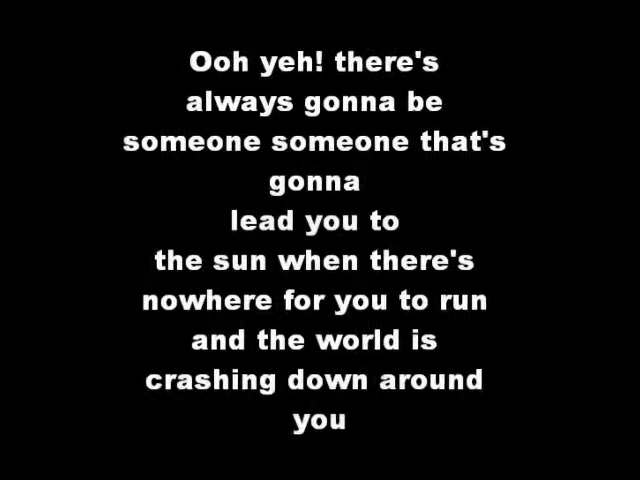 Ooh yeh! there's
always gonna be
someone someone that's
gonna
lead you to
the sun when there's
nowhere for you to run
and the world is
crashing down around
you